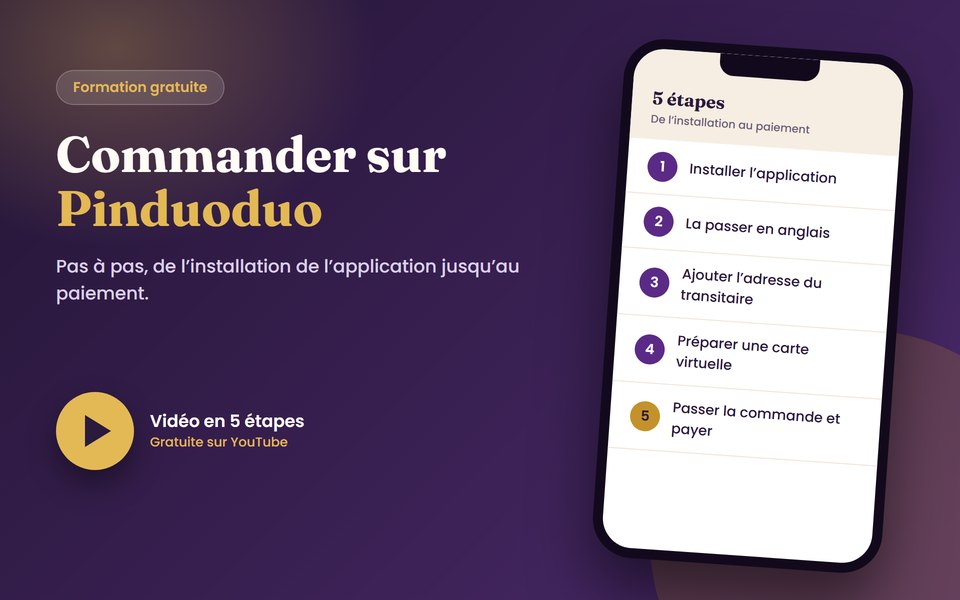 Formation gratuite
Commander sur
Pinduoduo
Pas à pas, de l’installation de l’application jusqu’au
paiement.
Vidéo en 5 étapes
Gratuite sur YouTube
5 étapes
De l’installation au paiement
1 Installer l’application
2 La passer en anglais
3 Ajouter l’adresse du
transitaire
4 Préparer une carte
virtuelle
5 Passer la commande et
payer